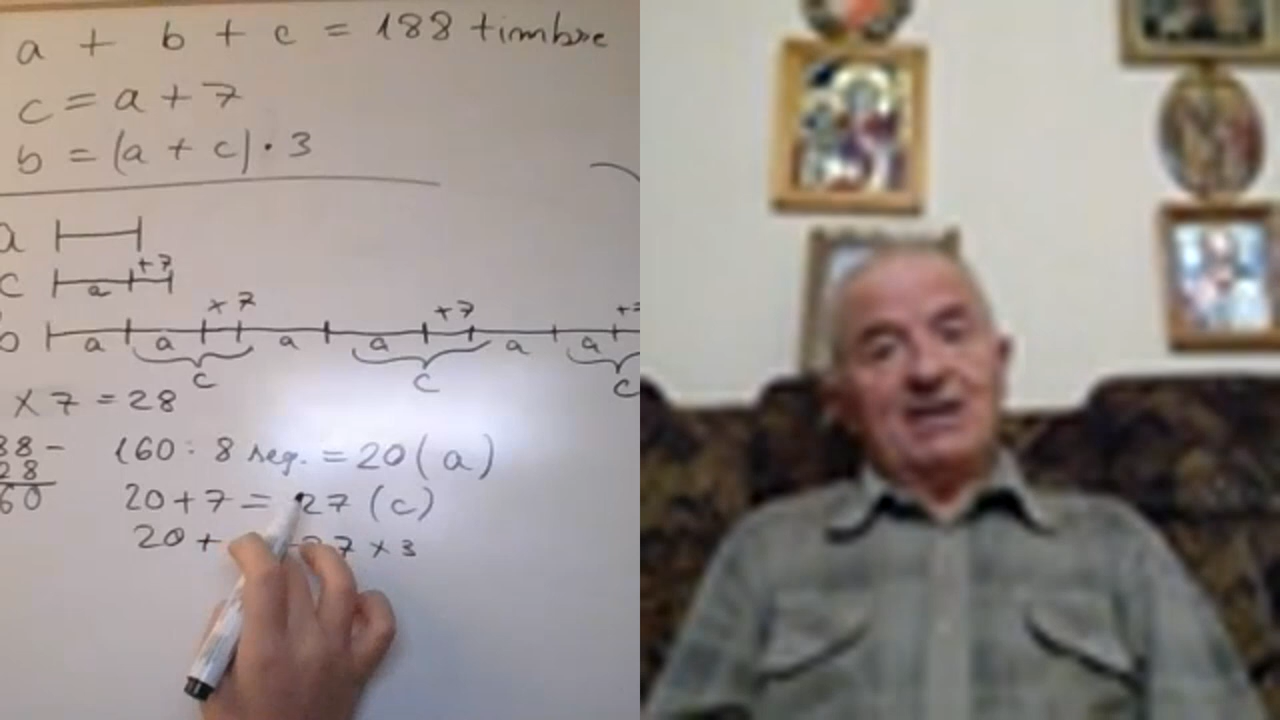 a + b + c = 188 timbre
c = a + 7
b = (a + c) · 3
a
c a +7
b a a x 7 a a +7 a a
c c c
x 7 = 28
88 -
28
60
160 : 8 seg. = 20 (a)
20 + 7 = 27 (c)
20 + 27 x 3